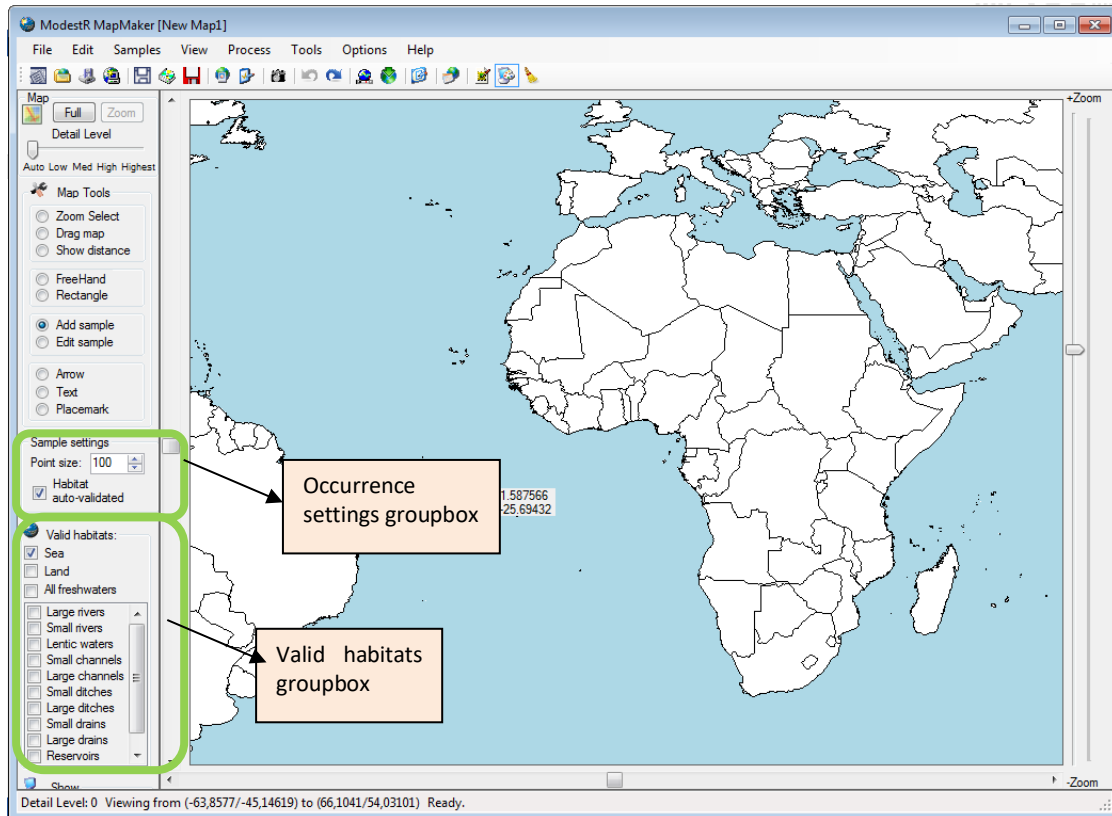 ModestR MapMaker [New Map1]
File Edit Samples View Process Tools Options Help
Map
Full Zoom
Detail Level
Auto Low Med High Highest
Map Tools
Zoom Select
Drag map
Show distance
FreeHand
Rectangle
Add sample
Edit sample
Arrow
Text
Placemark
Sample settings
Point size: 100
Habitat
auto-validated
Valid habitats:
Sea
Land
All freshwaters
Large rivers
Small rivers
Lentic waters
Small channels
Large channels
Small ditches
Large ditches
Small drains
Large drains
Reservoirs
Show
+Zoom
Occurrence
settings groupbox
1.587566
-25,69432
Valid habitats
groupbox
-Zoom
Detail Level: 0 Viewing from (-63,8577/-45,14619) to (66,1041/54,03101) Ready.